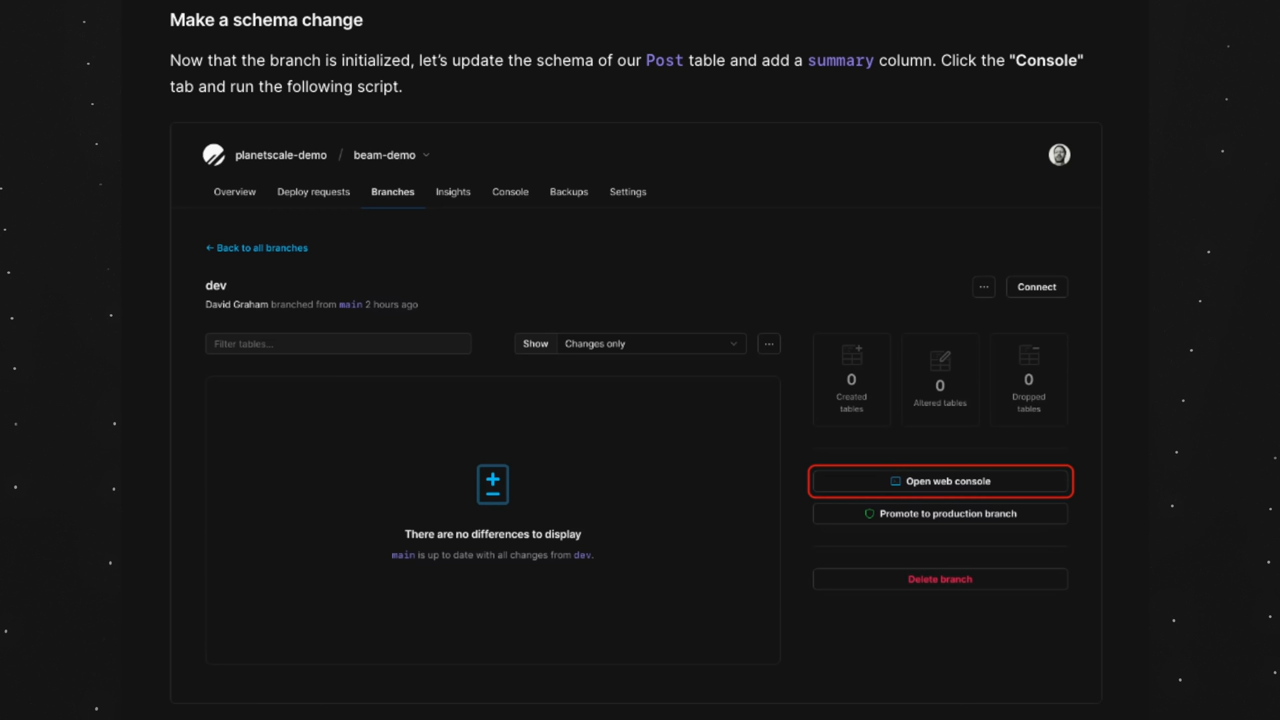 Make a schema change
Now that the branch is initialized, let's update the schema of our Post table and add a summary column. Click the "Console"
tab and run the following script.
planetscale-demo / beam-demo
Overview Deploy requests Branches Insights Console Backups Settings
← Back to all branches
dev
David Graham branched from main 2 hours ago
... Connect
Filter tables...
Show Changes only
...
0
Created
tables
0
Altered tables
0
Dropped
tables
There are no differences to display
main is up to date with all changes from dev.
Open web console
Promote to production branch
Delete branch